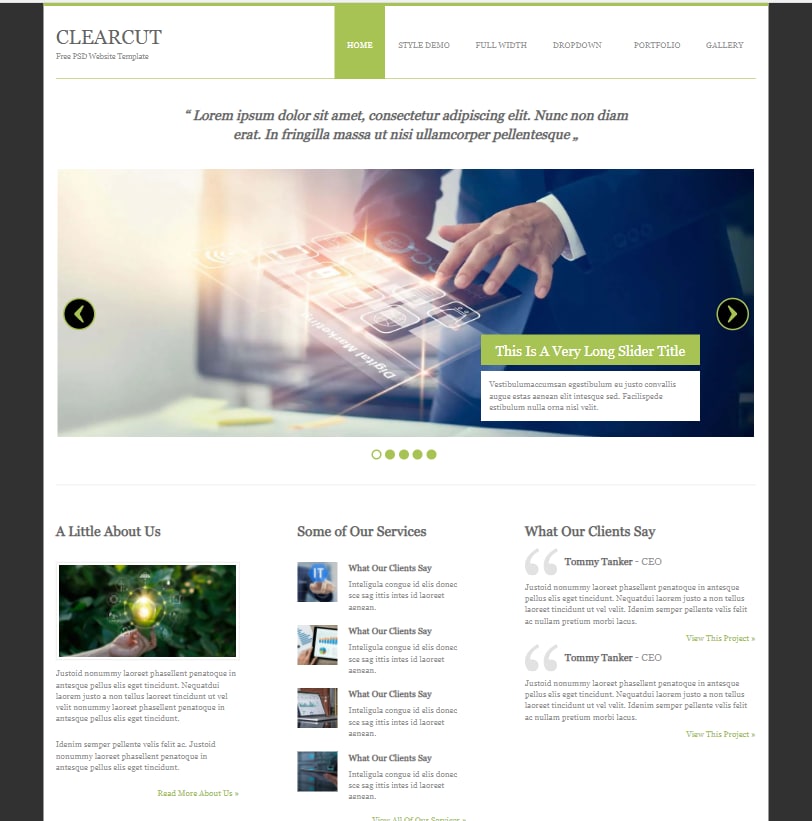 CLEARCUT
Free PSD Website Template
HOME
STYLE DEMO
FULL WIDTH
DROPDOWN
PORTFOLIO
GALLERY
“ Lorem ipsum dolor sit amet, consectetur adipiscing elit. Nunc non diam
erat. In fringilla massa ut nisi ullamcorper pellentesque „
Digital Marketing
This Is A Very Long Slider Title
Vestibulumaccumsan egestibulum eu justo convallis
augue estas aenean elit intesque sed. Facilispede
estibulum nulla orna nisl velit.
A Little About Us
Justoid nonummy laoreet phasellent penatoque in
antesque pellus elis eget tincidunt. Nequatdui
laorem justo a non tellus laoreet tincidunt ut vel
velit nonummy laoreet phasellent penatoque in
antesque pellus elis eget tincidunt.
Idenim semper pellente velis felit ac. Justoid
nonummy laoreet phasellent penatoque in
antesque pellus elis eget tincidunt.
Read More About Us »
Some of Our Services
IT
What Our Clients Say
Inteligula congue id elis donec
sce sag ittis intes id laoreet
aenean.
What Our Clients Say
Inteligula congue id elis donec
sce sag ittis intes id laoreet
aenean.
What Our Clients Say
Inteligula congue id elis donec
sce sag ittis intes id laoreet
aenean.
What Our Clients Say
Inteligula congue id elis donec
sce sag ittis intes id laoreet
aenean.
View All Of Our Services »
What Our Clients Say
“ Tommy Tanker - CEO
Justoid nonummy laoreet phasellent penatoque in antesque
pellus elis eget tincidunt. Nequatdui laorem justo a non tellus
laoreet tincidunt ut vel velit. Idenim semper pellentesque velis felit
ac nullam pretium morbi lacus.
View This Project »
“ Tommy Tanker - CEO
Justoid nonummy laoreet phasellent penatoque in antesque
pellus elis eget tincidunt. Nequatdui laorem justo a non tellus
laoreet tincidunt ut vel velit. Idenim semper pellentesque velis felit
ac nullam pretium morbi lacus.
View This Project »